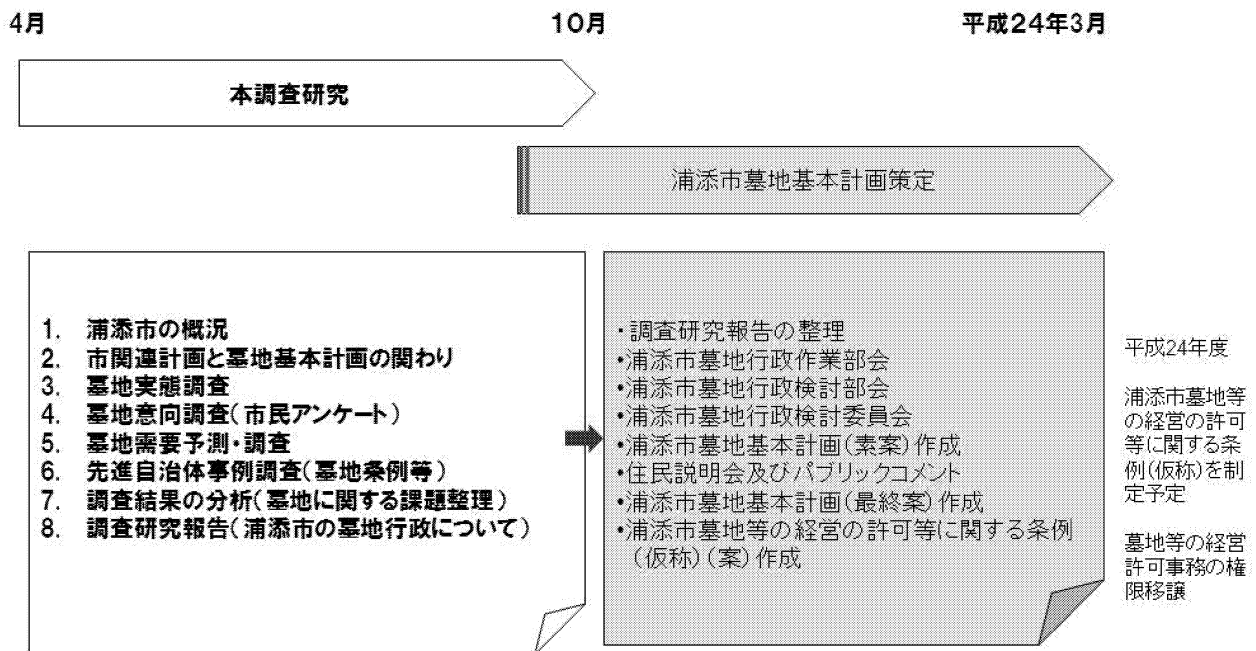 4月
10月
平成24年3月
本調査研究
浦添市墓地基本計画策定
1. 浦添市の概況
2. 市関連計画と墓地基本計画の関わり
3. 墓地実態調査
4. 墓地意向調査(市民アンケート)
5. 墓地需要予測・調査
6. 先進自治体事例調査(墓地条例等)
7. 調査結果の分析(墓地に関する課題整理)
8. 調査研究報告(浦添市の墓地行政について)
・調査研究報告の整理
•浦添市墓地行政作業部会
•浦添市墓地行政検討部会
•浦添市墓地行政検討委員会
•浦添市墓地基本計画(素案)作成
•住民説明会及びパブリックコメント
•浦添市墓地基本計画(最終案)作成
•浦添市墓地等の経営の許可等に関する条例
(仮称)(案)作成
平成24年度
浦添市墓地等
の経営の許可
等に関する条
例(仮称)を制
定予定
墓地等の経営
許可事務の権
限移譲